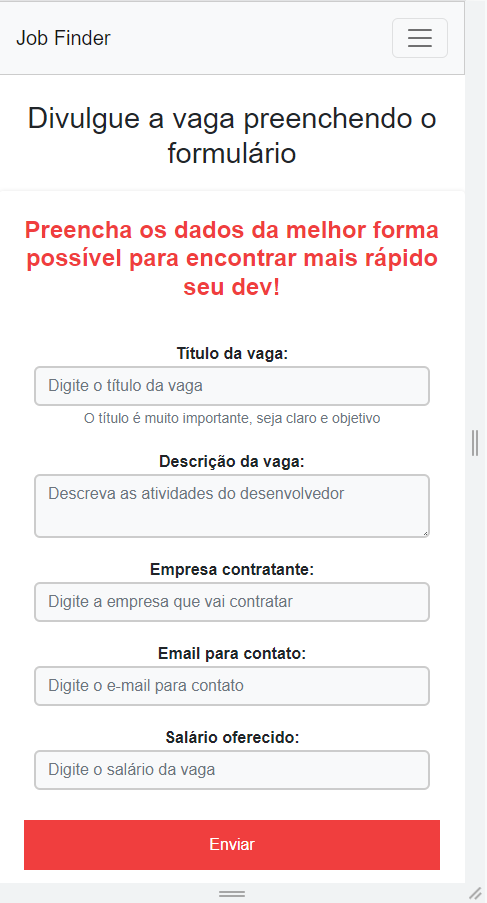 Job Finder
Divulgue a vaga preenchendo o
formulário
Preencha os dados da melhor forma
possível para encontrar mais rápido
seu dev!
Título da vaga:
Digite o título da vaga
O título é muito importante, seja claro e objetivo
Descrição da vaga:
Descreva as atividades do desenvolvedor
Empresa contratante:
Digite a empresa que vai contratar
Email para contato:
Digite o e-mail para contato
Salário oferecido:
Digite o salário da vaga
Enviar